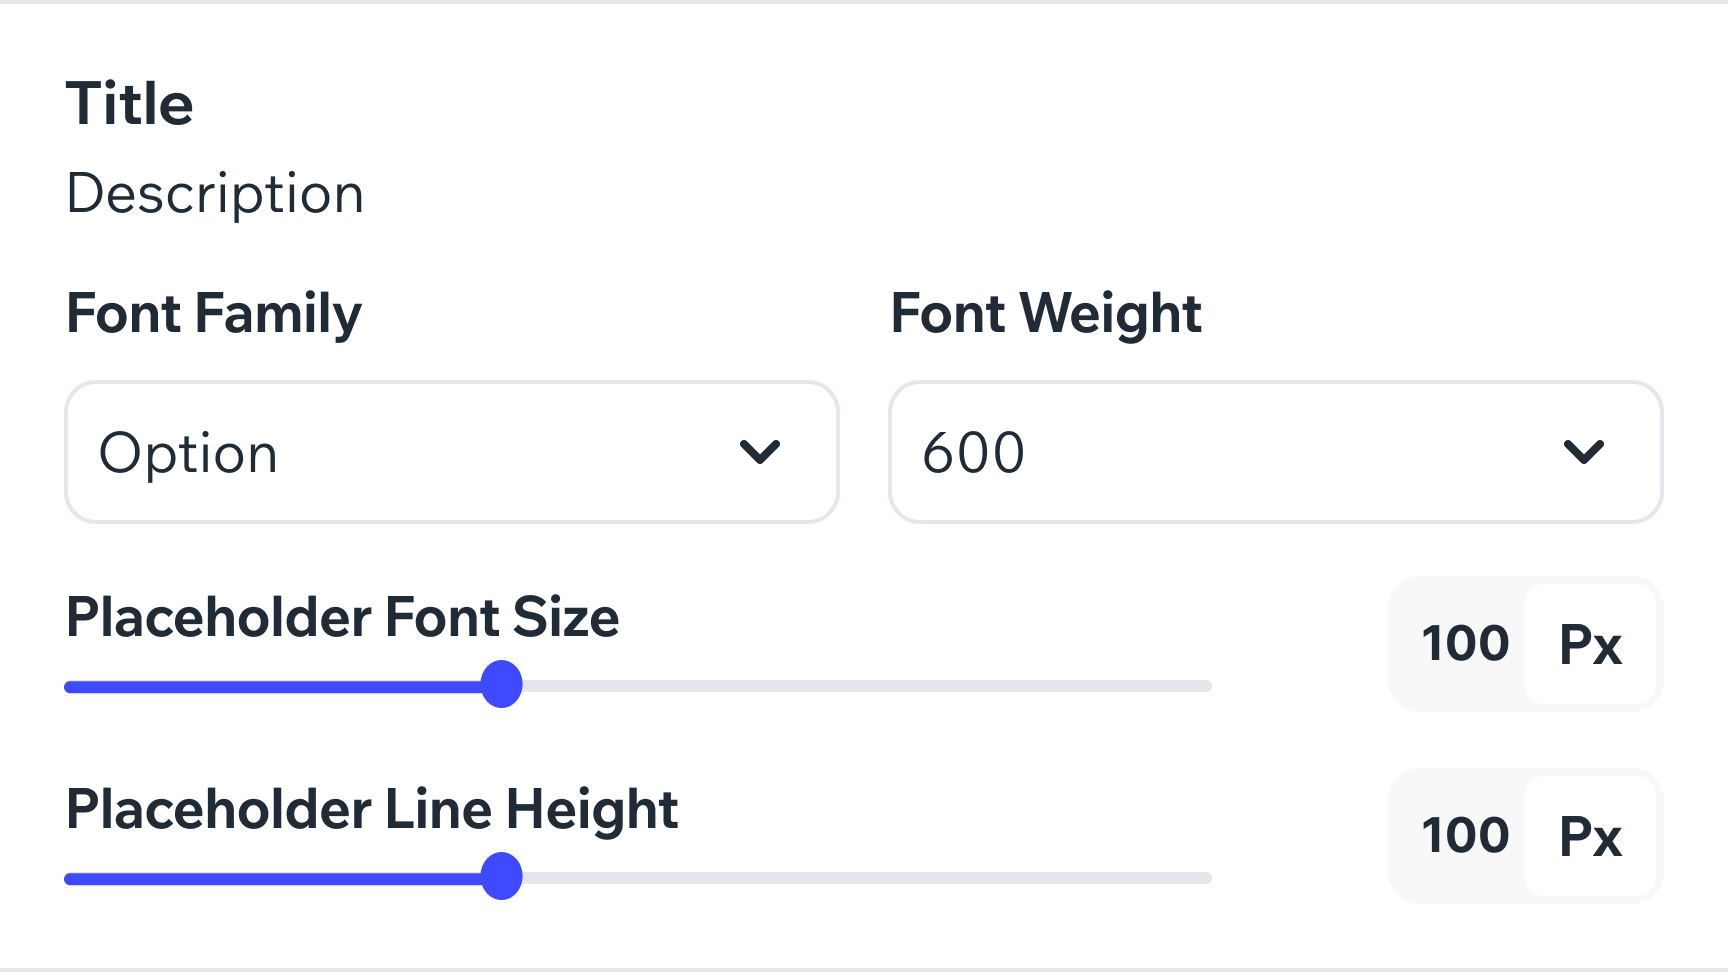 Title
Description
Font Family
Font Weight
Option
600
Placeholder Font Size
100 Px
Placeholder Line Height
100 Px